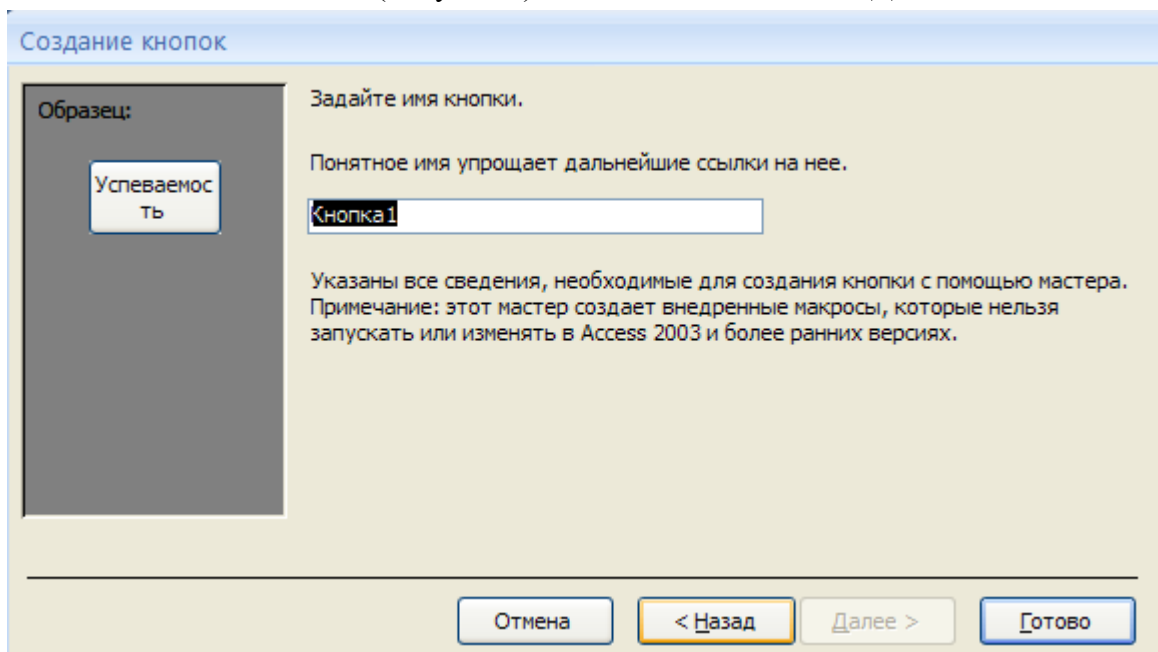 Создание кнопок
Образец:
Успеваемос
ть
Задайте имя кнопки.
Понятное имя упрощает дальнейшие ссылки на нее.
Кнопка1
Указаны все сведения, необходимые для создания кнопки с помощью мастера.
Примечание: этот мастер создает внедренные макросы, которые нельзя
запускать или изменять в Access 2003 и более ранних версиях.
Отмена
< Назад
Далее >
Готово